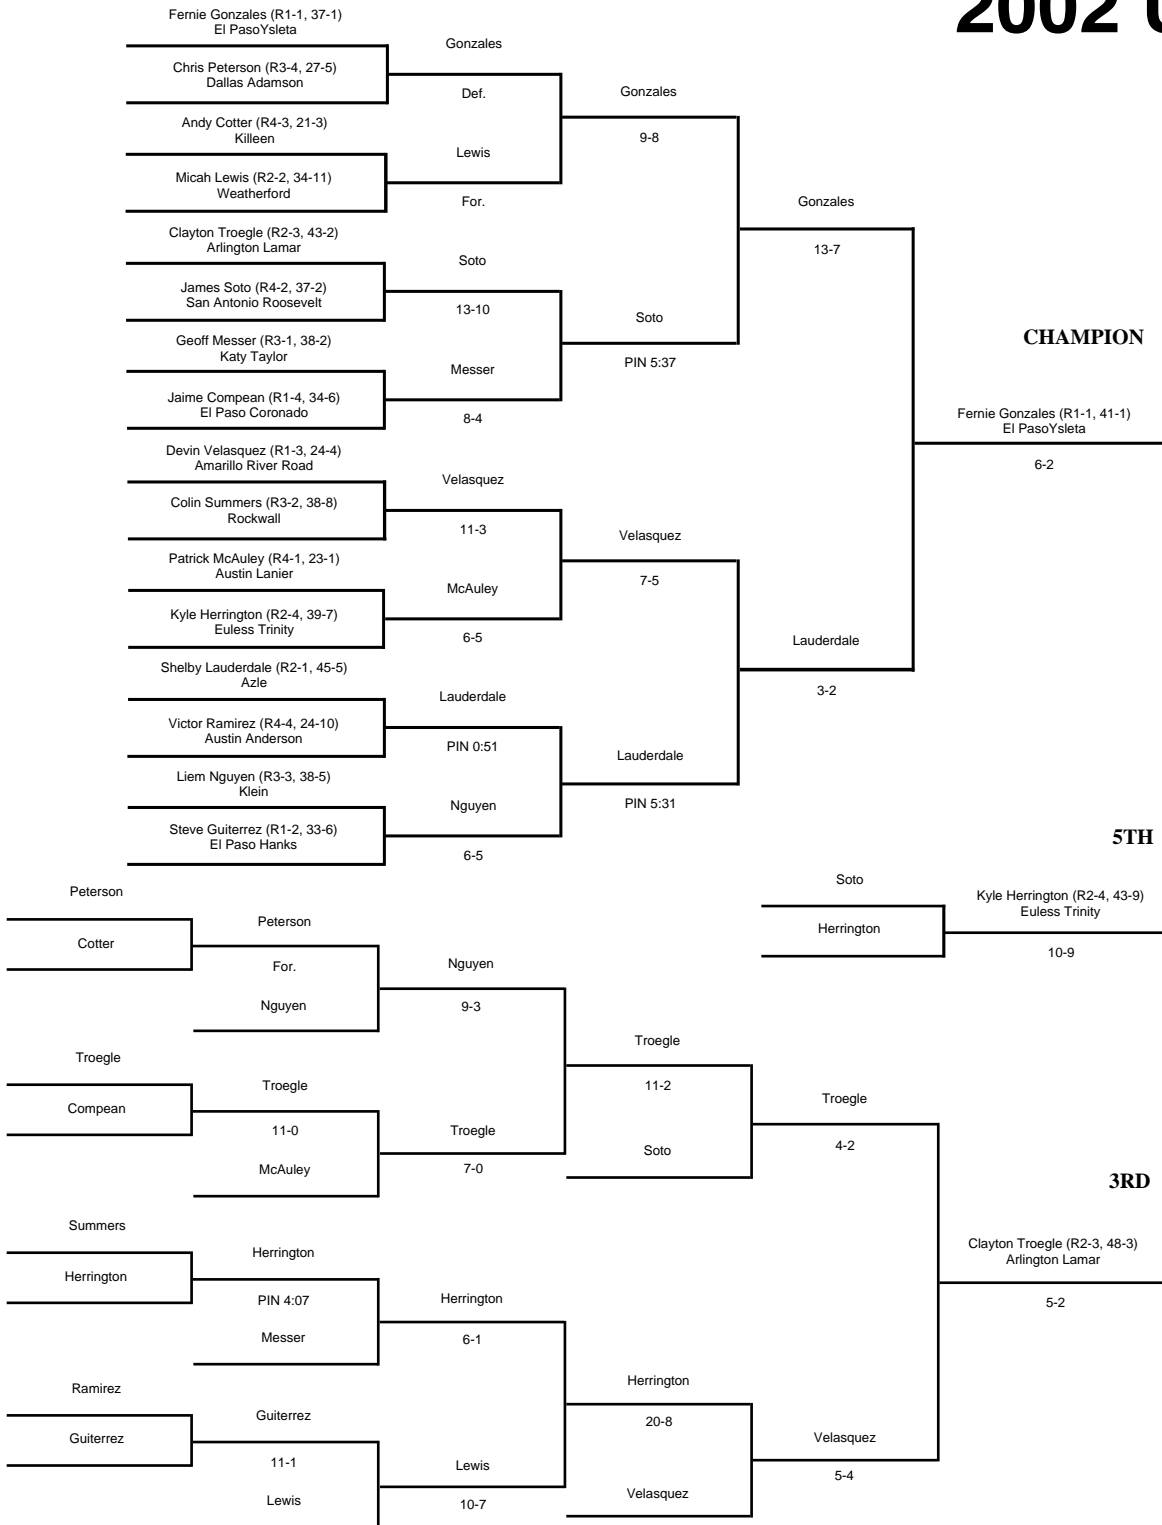 2002 U
Fernie Gonzales (R1-1, 37-1)
El PasoYsleta
Chris Peterson (R3-4, 27-5)
Dallas Adamson
Andy Cotter (R4-3, 21-3)
Killeen
Micah Lewis (R2-2, 34-11)
Weatherford
Clayton Troegle (R2-3, 43-2)
Arlington Lamar
James Soto (R4-2, 37-2)
San Antonio Roosevelt
Geoff Messer (R3-1, 38-2)
Katy Taylor
Jaime Compean (R1-4, 34-6)
El Paso Coronado
Devin Velasquez (R1-3, 24-4)
Amarillo River Road
Colin Summers (R3-2, 38-8)
Rockwall
Patrick McAuley (R4-1, 23-1)
Austin Lanier
Kyle Herrington (R2-4, 39-7)
Euless Trinity
Shelby Lauderdale (R2-1, 45-5)
Azle
Victor Ramirez (R4-4, 24-10)
Austin Anderson
Liem Nguyen (R3-3, 38-5)
Klein
Steve Guiterrez (R1-2, 33-6)
El Paso Hanks
Gonzales
Def.
Lewis
For.
Soto
13-10
Messer
8-4
Velasquez
11-3
McAuley
6-5
Lauderdale
PIN 0:51
Nguyen
6-5
Gonzales
9-8
Soto
PIN 5:37
Velasquez
7-5
Lauderdale
PIN 5:31
Gonzales
13-7
Lauderdale
3-2
CHAMPION
Fernie Gonzales (R1-1, 41-1)
El PasoYsleta
6-2
5TH
Soto
Herrington
Kyle Herrington (R2-4, 43-9)
Euless Trinity
10-9
Peterson
Cotter
Troegle
Compean
Summers
Herrington
Ramirez
Guiterrez
Peterson
For.
Nguyen
Troegle
11-0
McAuley
Herrington
PIN 4:07
Messer
Guiterrez
11-1
Lewis
Nguyen
9-3
Troegle
7-0
Herrington
6-1
Lewis
10-7
Troegle
11-2
Soto
Herrington
20-8
Velasquez
Troegle
4-2
Velasquez
5-4
3RD
Clayton Troegle (R2-3, 48-3)
Arlington Lamar
5-2